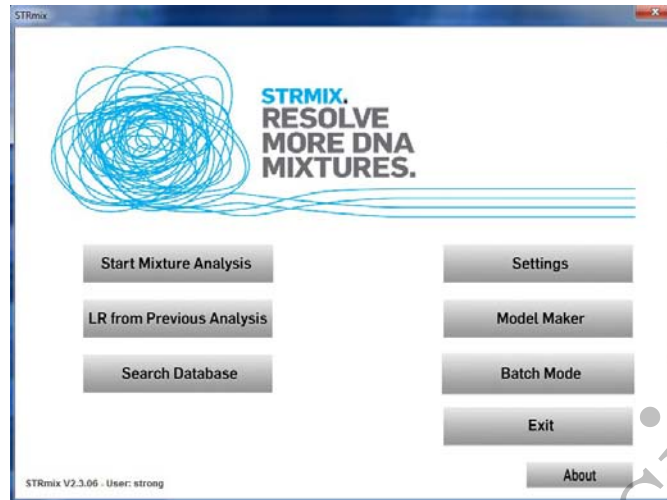 STRmix
STRMIX.
RESOLVE
MORE DNA
MIXTURES.
Start Mixture Analysis
Settings
LR from Previous Analysis
Model Maker
Search Database
Batch Mode
Exit
About
STRmix V2.3.06 - User: strong